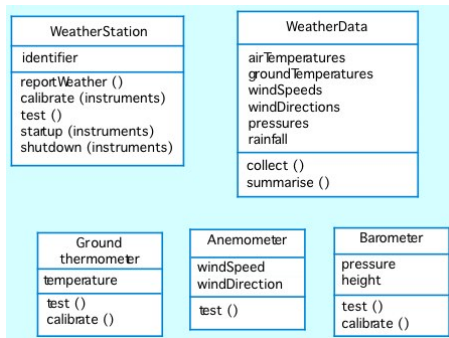 WeatherStation
identifier
reportWeather ()
calibrate (instruments)
test ()
startup (instruments)
shutdown (instruments)
WeatherData
airTemperatures
groundTemperatures
windSpeeds
windDirections
pressures
rainfall
collect ()
summarise ()
Ground
thermometer
temperature
test ()
calibrate ()
Anemometer
windSpeed
windDirection
test ()
Barometer
pressure
height
test ()
calibrate ()